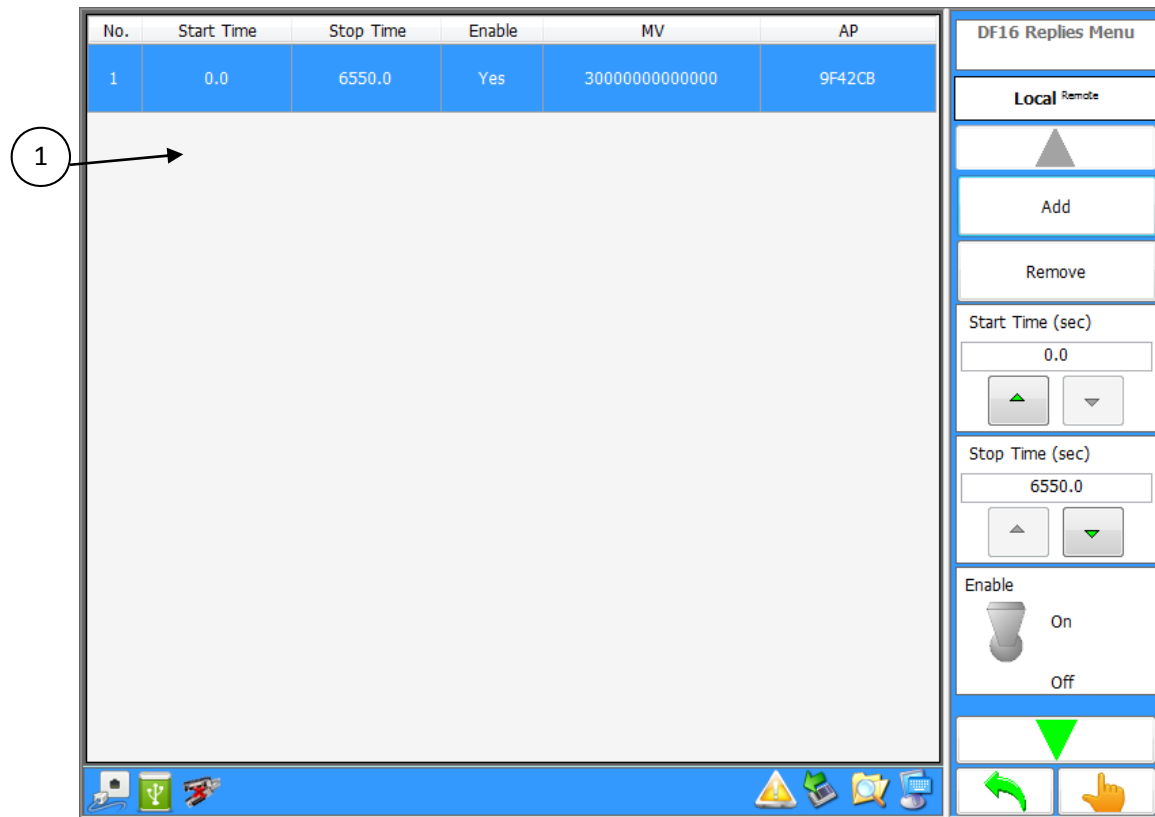 No. Start Time Stop Time Enable MV AP
1 0.0 6550.0 Yes 30000000000000 9F42CB
1
DF16 Replies Menu
Local Remote
Add
Remove
Start Time (sec)
0.0
Stop Time (sec)
6550.0
Enable
On
Off